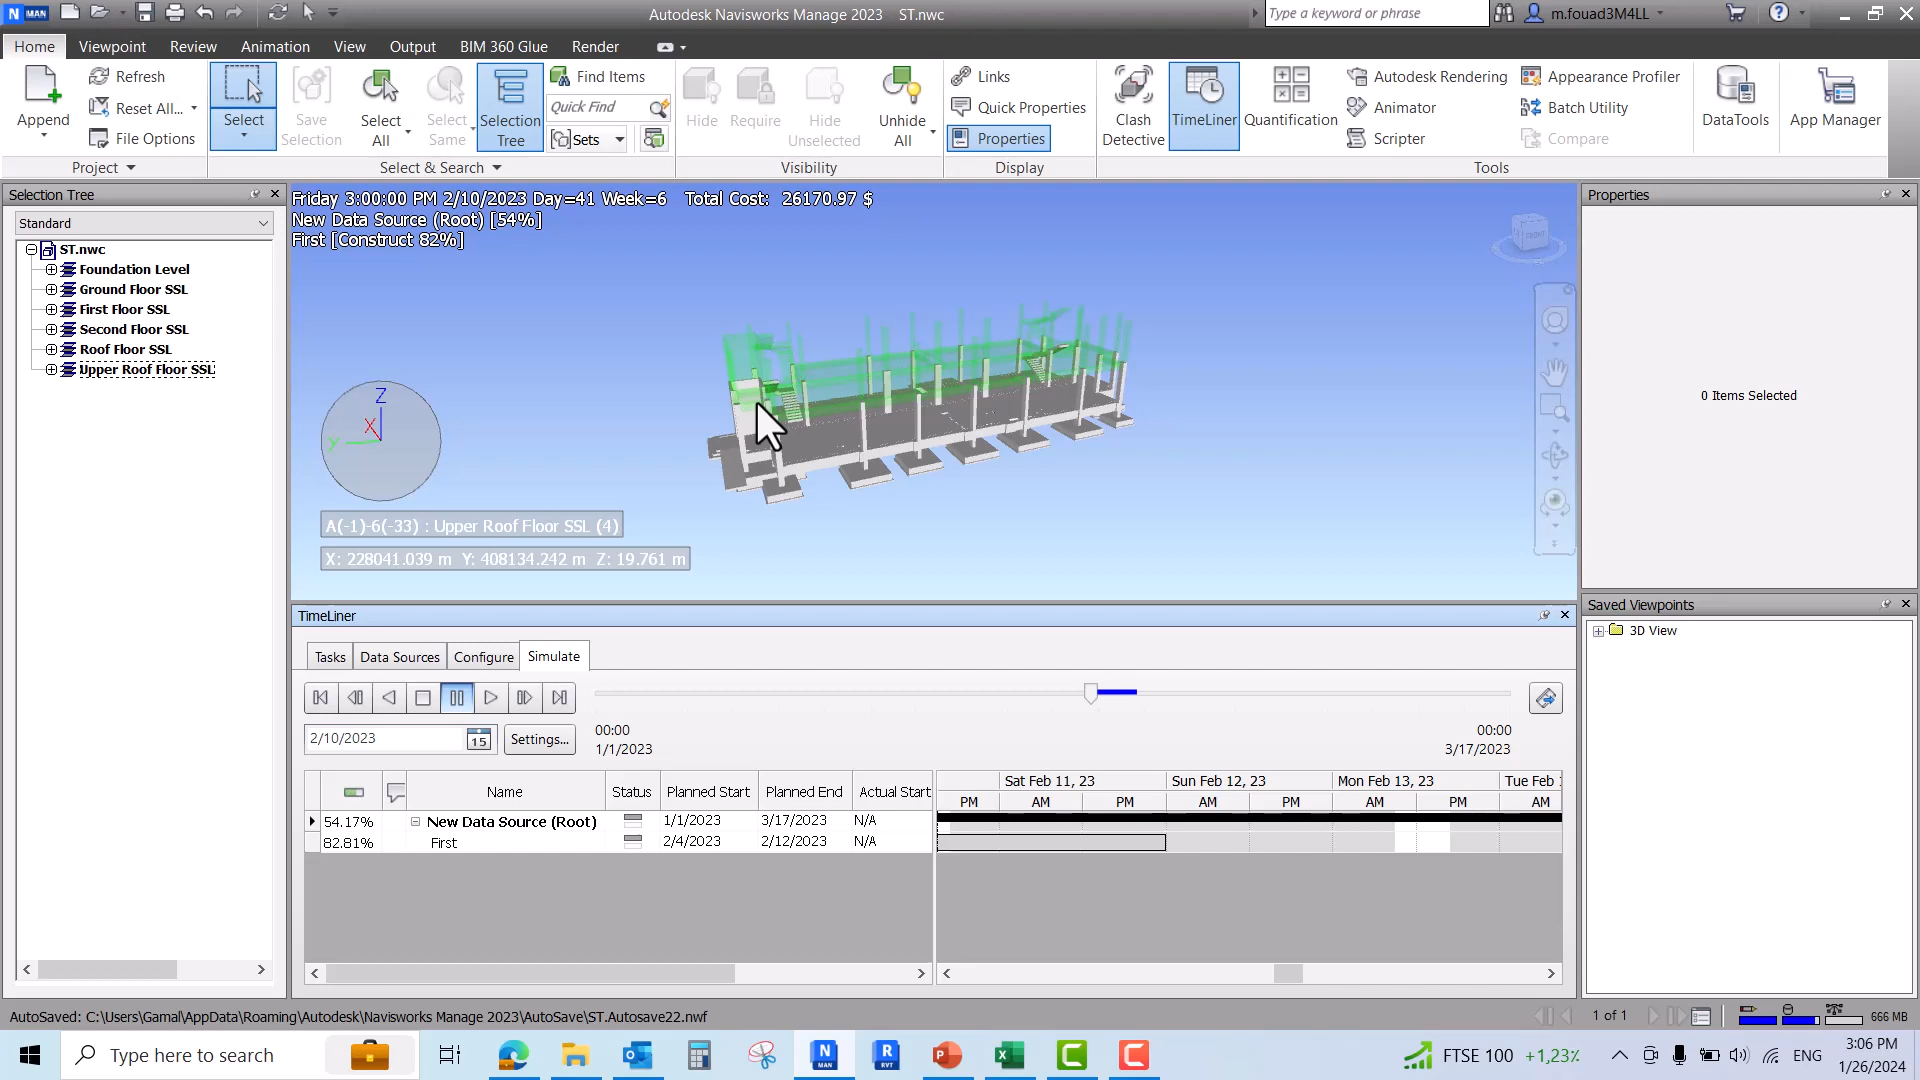 N MAN
Autodesk Navisworks Manage 2023 ST.nwc
Type a keyword or phrase
m.fouad3M4LL
Home Viewpoint Review Animation View Output BIM 360 Glue Render
Append
Refresh
Reset All...
File Options
Project
Select
Save Selection
Select All
Select Same
Selection Tree
Find Items
Quick Find
Sets
Select & Search
Hide
Require
Hide Unselected
Unhide All
Visibility
Links
Quick Properties
Properties
Display
Clash Detective
TimeLiner
Quantification
Autodesk Rendering
Animator
Scripter
Appearance Profiler
Batch Utility
Compare
DataTools
App Manager
Tools
Selection Tree
Standard
ST.nwc
Foundation Level
Ground Floor SSL
First Floor SSL
Second Floor SSL
Roof Floor SSL
Upper Roof Floor SSL
Friday 3:00:00 PM 2/10/2023 Day=41 Week=6 Total Cost: 26170.97 $
New Data Source (Root) [54%]
First [Construct 82%]
FRONT
Z
X
Y
A(-1)-6(-33) : Upper Roof Floor SSL (4)
X: 228041.039 m Y: 408134.242 m Z: 19.761 m
Properties
0 Items Selected
Saved Viewpoints
3D View
TimeLiner
Tasks Data Sources Configure Simulate
2/10/2023 15 Settings...
00:00 00:00
1/1/2023 3/17/2023
Name Status Planned Start Planned End Actual Start
54.17% New Data Source (Root) 1/1/2023 3/17/2023 N/A
82.81% First 2/4/2023 2/12/2023 N/A
Sat Feb 11, 23 Sun Feb 12, 23 Mon Feb 13, 23 Tue Feb
PM AM PM AM PM AM PM AM
AutoSaved: C:\Users\Gamal\AppData\Roaming\Autodesk\Navisworks Manage 2023\AutoSave\ST.Autosave22.nwf
1 of 1
666 MB
Type here to search
N MAN
R RVT
FTSE 100 +1,23%
ENG
3:06 PM
1/26/2024